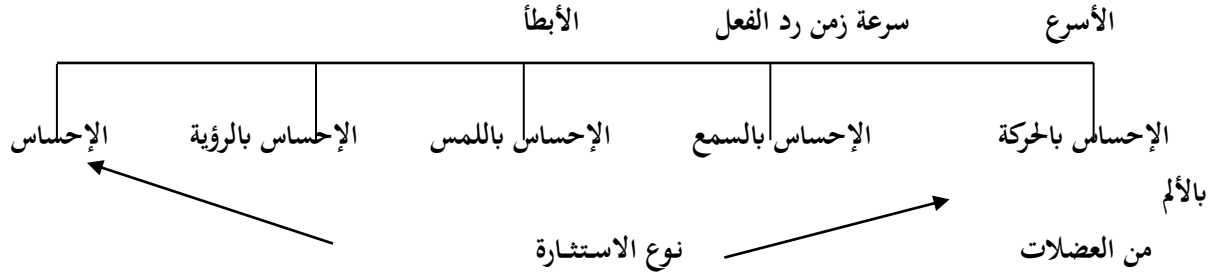 الأسرع سرعة زمن رد الفعل الأبطأ
الإحساس بالحركة الإحساس بالسمع الإحساس باللمس الإحساس بالرؤية الإحساس
بالألم
من العضلات نوع الاستثارة